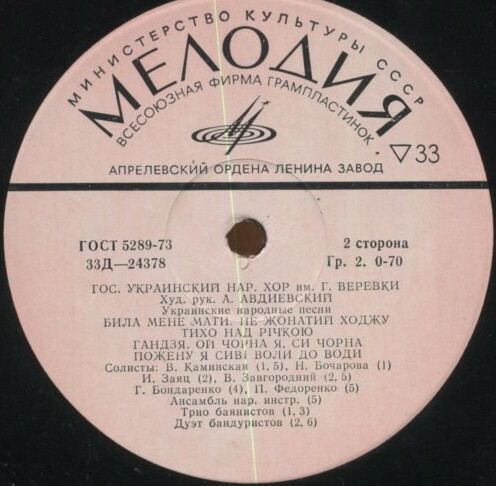 МИНИСТЕРСТВО КУЛЬТУРЫ СССР
МЕЛОДИЯ
ВСЕСОЮЗНАЯ ФИРМА ГРАМПЛАСТИНОК
33
АПРЕЛЕВСКИЙ ОРДЕНА ЛЕНИНА ЗАВОД
ГОСТ 5289-73 2 сторона
33Д—24378 Гр. 2. 0-70
ГОС. УКРАИНСКИЙ НАР. ХОР им. Г. ВЕРЕВКИ
Худ. рук. А. АВДИЕВСКИЙ
Украинские народные песни
БИЛА МЕНЕ МАТИ. НЕ ЖОНАТИЙ ХОДЖУ
ТИХО НАД РІЧКОЮ
ГАНДЗЯ. ОЙ ЧОРНА Я, СИ ЧОРНА
ПОЖЕНУ Я СИВІ ВОЛИ ДО ВОДИ
Солисты: В. Каминская (1, 5), Н. Бочарова (1)
И. Заяц (2), В. Завгородний (2, 5)
Г. Бондаренко (4), П. Федоренко (5)
Ансамбль нар. инстр. (5)
Трио баянистов (1, 3)
Дуэт бандуристов (2, 6)